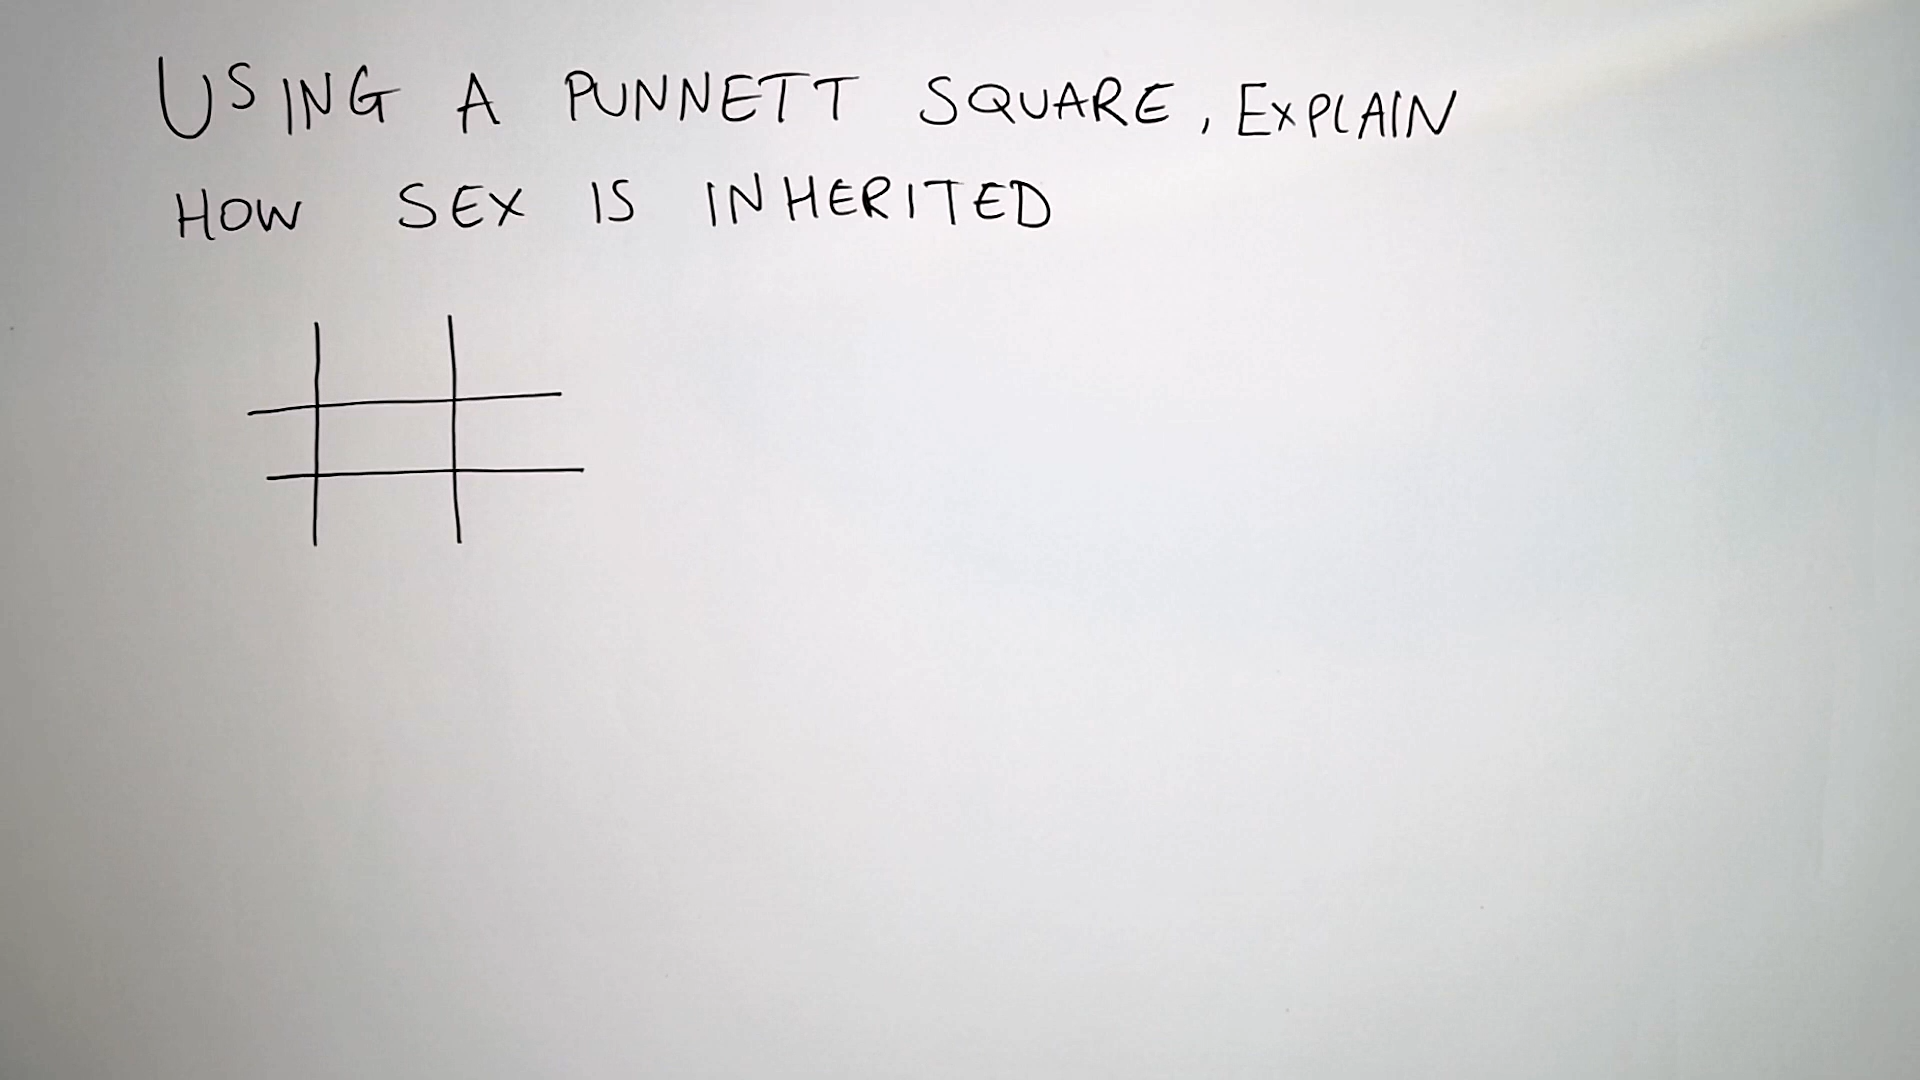 USING A PUNNETT SQUARE, EXPLAIN
HOW SEX IS INHERITED